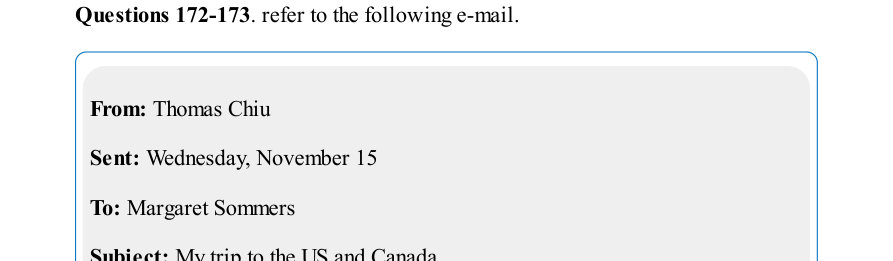 Questions 172-173. refer to the following e-mail.
From: Thomas Chiu
Sent: Wednesday, November 15
To: Margaret Sommers
Subject: My trip to the US and Canada